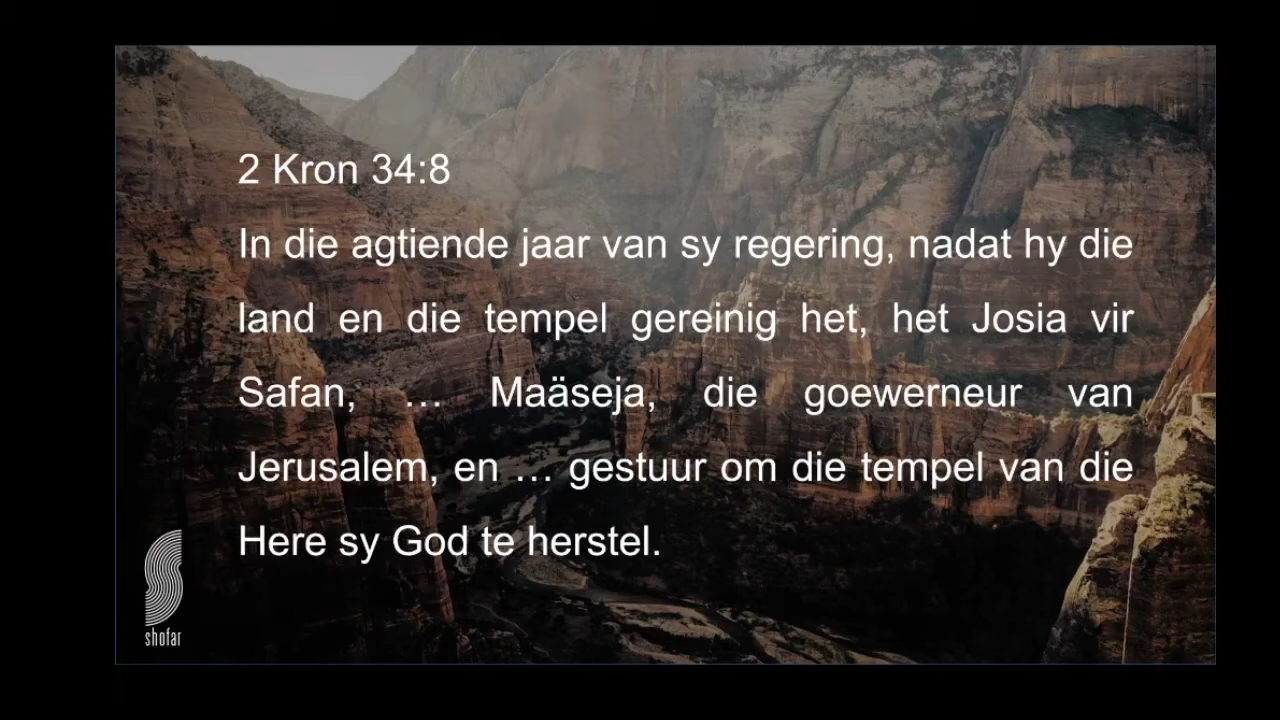 2 Kron 34:8
In die agtiende jaar van sy regering, nadat hy die
land en die tempel gereinig het, het Josia vir
Safan, … Maäseja, die goewerneur van
Jerusalem, en … gestuur om die tempel van die
Here sy God te herstel.
shofar